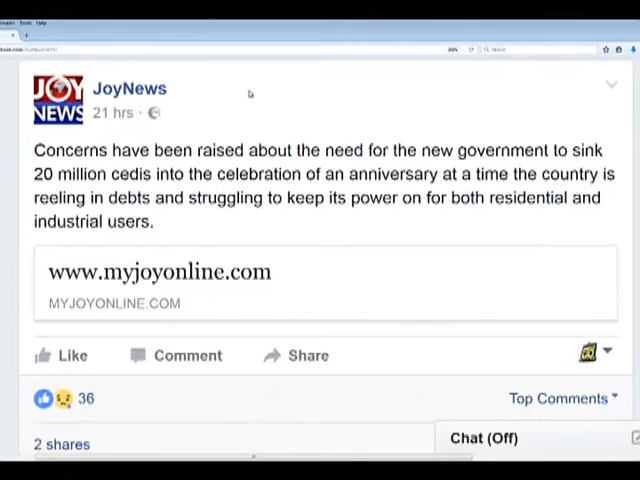 Help
JOY
NEWS
JoyNews
21 hrs ·
Concerns have been raised about the need for the new government to sink
20 million cedis into the celebration of an anniversary at a time the country is
reeling in debts and struggling to keep its power on for both residential and
industrial users.
www.myjoyonline.com
MYJOYONLINE.COM
Like Comment Share
36 Top Comments
2 shares
Chat (Off)